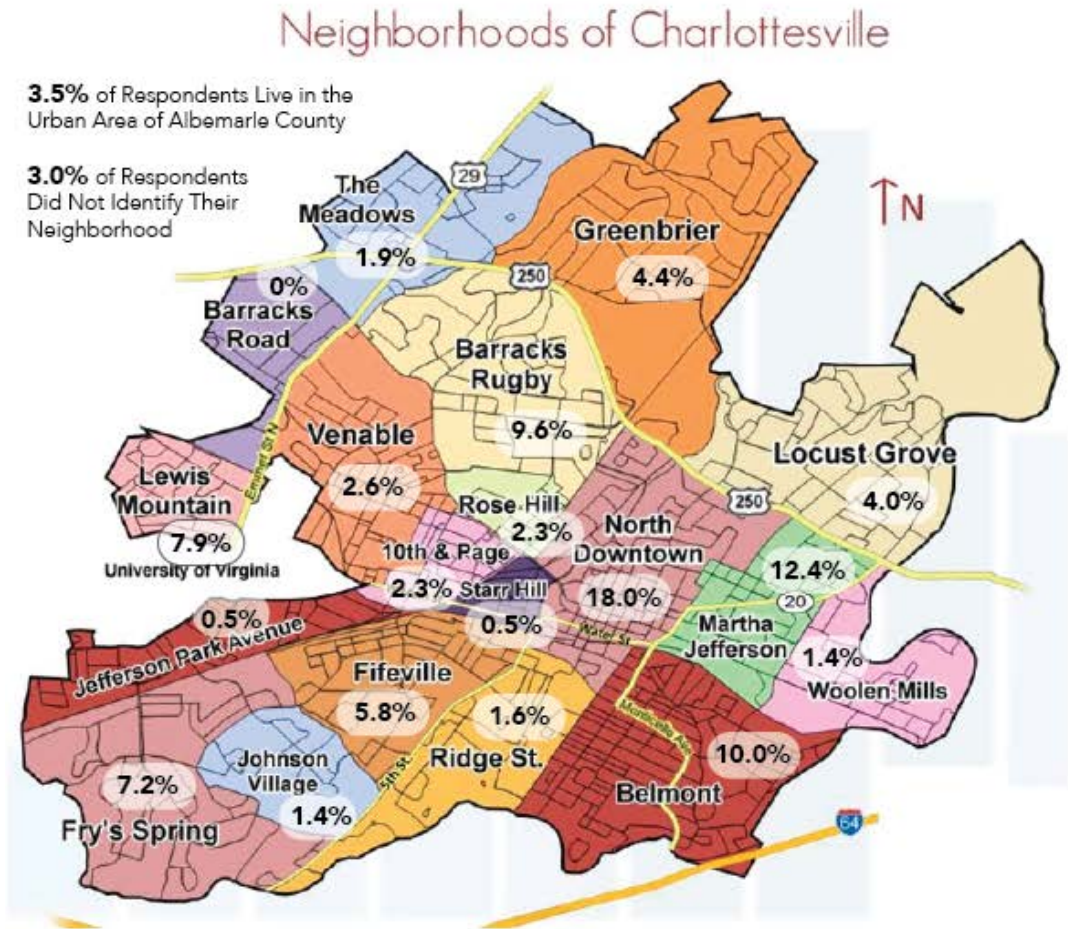 Neighborhoods of Charlottesville
3.5% of Respondents Live in the
Urban Area of Albemarle County
3.0% of Respondents
Did Not Identify Their
Neighborhood
N
29
The
Meadows
1.9%
Greenbrier
4.4%
250
0%
Barracks
Road
Barracks
Rugby
9.6%
Venable
2.6%
Emmet St N
Lewis
Mountain
7.9%
University of Virginia
Locust Grove
4.0%
250
Rose Hill
2.3%
North
Downtown
18.0%
10th & Page
2.3%
Starr Hill
0.5%
12.4%
20
Martha
Jefferson
Water St
1.4%
Woolen Mills
0.5%
Jefferson Park Avenue
Fifeville
5.8%
1.6%
Ridge St.
5th St
Monticello Ave
10.0%
Belmont
Johnson
Village
1.4%
7.2%
Fry's Spring
64